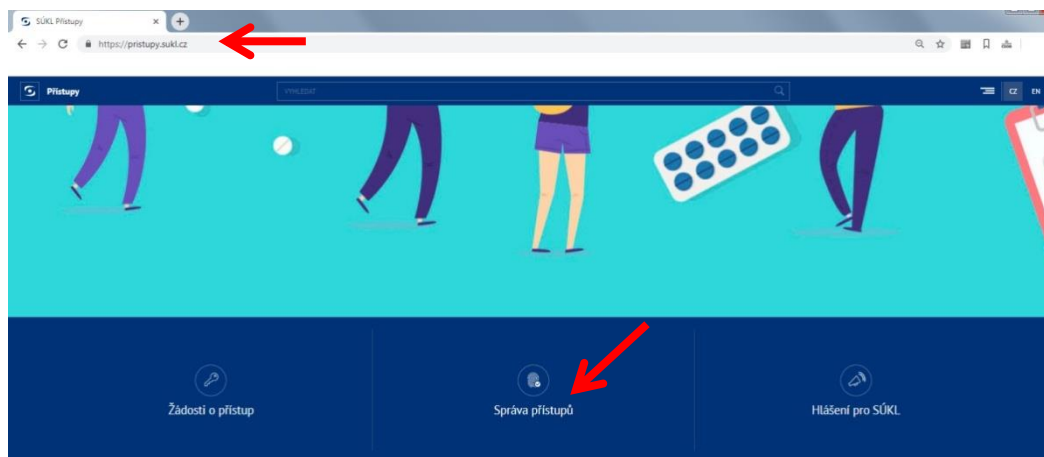 SÚKL Přístupy
https://pristupy.sukl.cz
Přístupy
VYHLEDAT
CZ
EN
Žádosti o přístup
Správa přístupů
Hlášení pro SÚKL